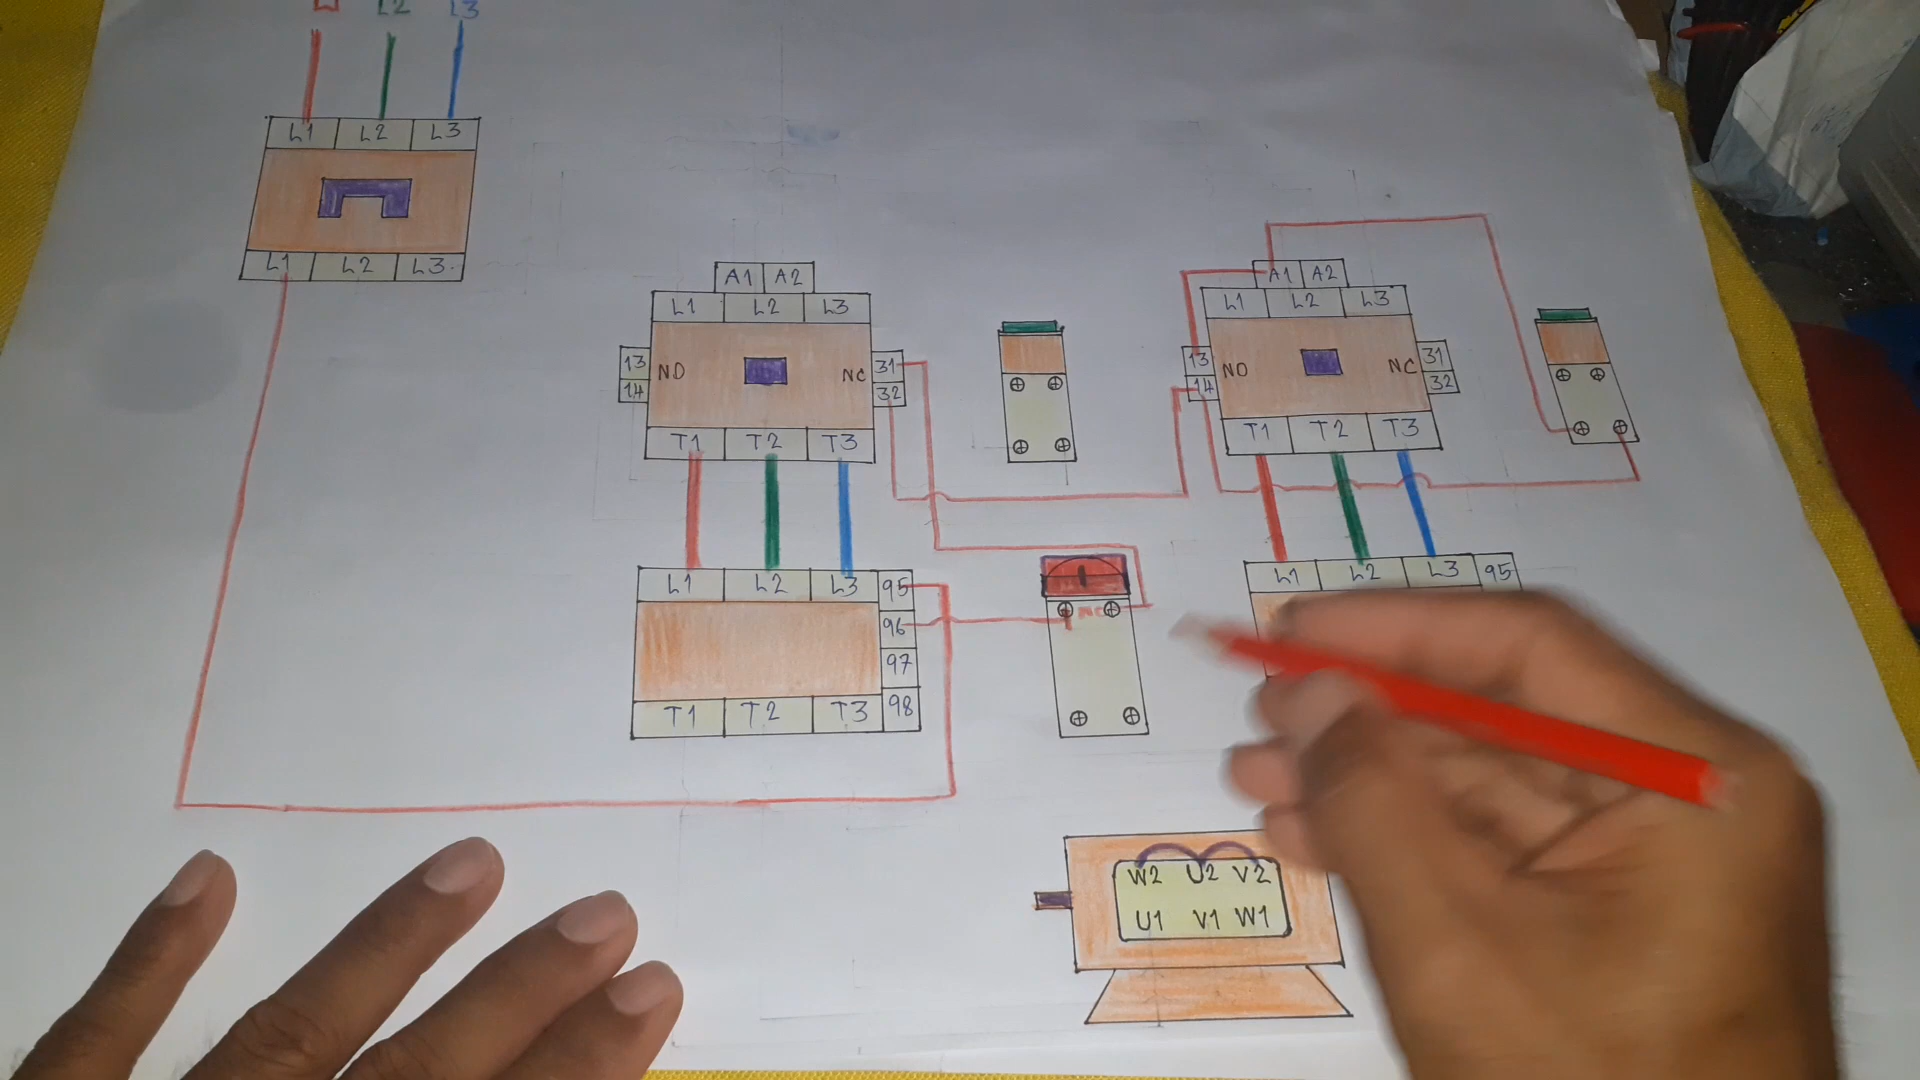 L1 L2 L3
L1 L2 L3
L1 L2 L3
A1 A2
L1 L2 L3
13 NO NC 31
14 32
T1 T2 T3
A1 A2
L1 L2 L3
13 NO NC 31
14 32
T1 T2 T3
L1 L2 L3 95
96
97
T1 T2 T3 98
NC
L1 L2 L3 95
W2 U2 V2
U1 V1 W1